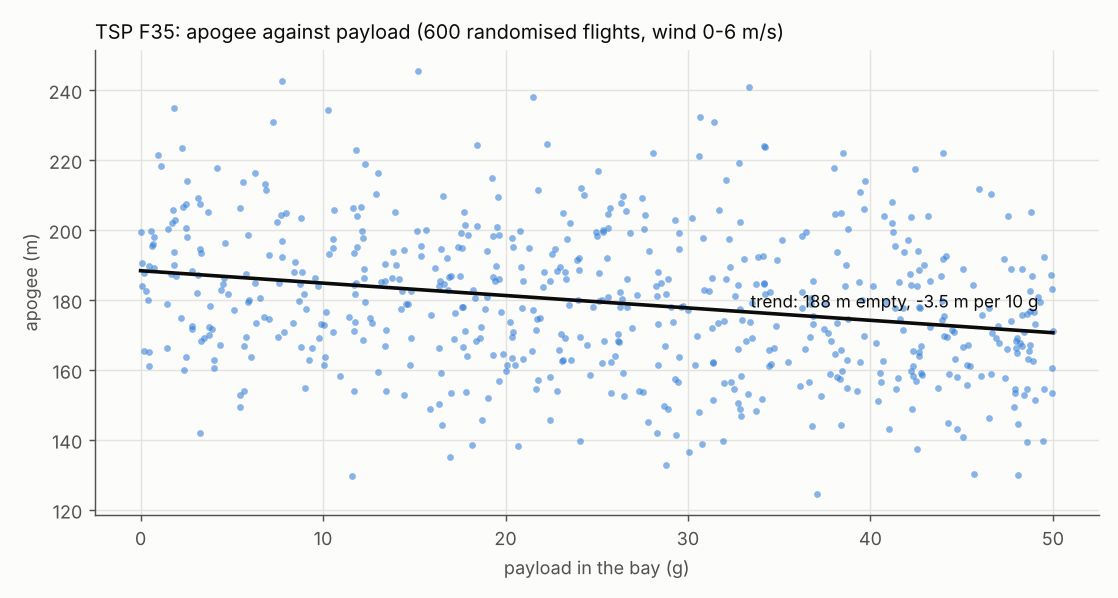 TSP F35: apogee against payload (600 randomised flights, wind 0-6 m/s)
240
220
200
180
160
140
120
apogee (m)
trend: 188 m empty, -3.5 m per 10 g
0 10 20 30 40 50
payload in the bay (g)